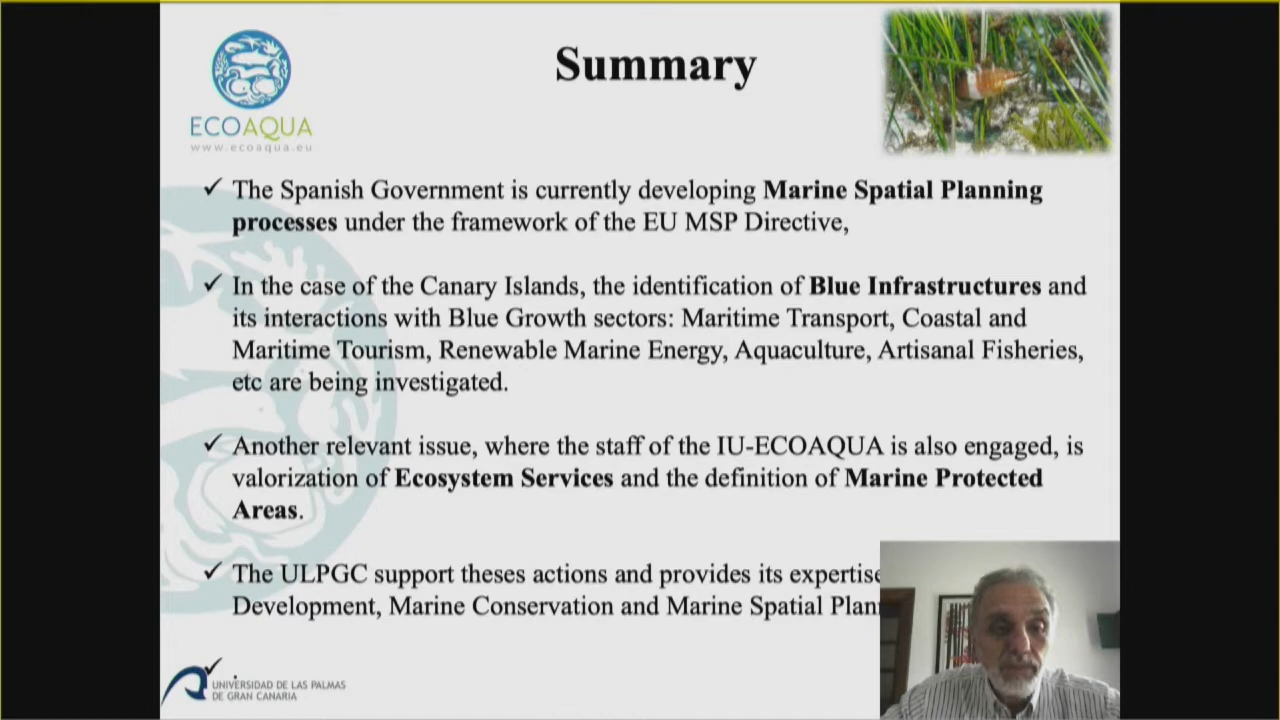 ECOAQUA
www.ecoaqua.eu
Summary
✓ The Spanish Government is currently developing Marine Spatial Planning
processes under the framework of the EU MSP Directive,
✓ In the case of the Canary Islands, the identification of Blue Infrastructures and
its interactions with Blue Growth sectors: Maritime Transport, Coastal and
Maritime Tourism, Renewable Marine Energy, Aquaculture, Artisanal Fisheries,
etc are being investigated.
✓ Another relevant issue, where the staff of the IU-ECOAQUA is also engaged, is
valorization of Ecosystem Services and the definition of Marine Protected
Areas.
✓ The ULPGC support theses actions and provides its expertise
Development, Marine Conservation and Marine Spatial
✓ .
UNIVERSIDAD DE LAS PALMAS
DE GRAN CANARIA